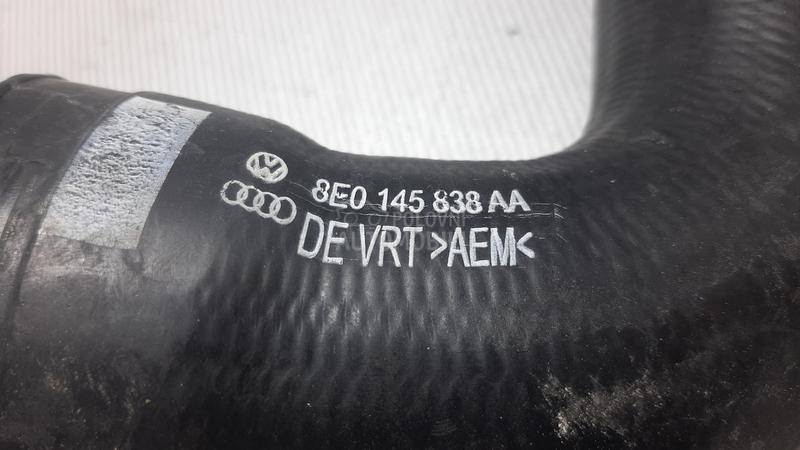 8E0 145 838 AA
DE VRT >AEM<